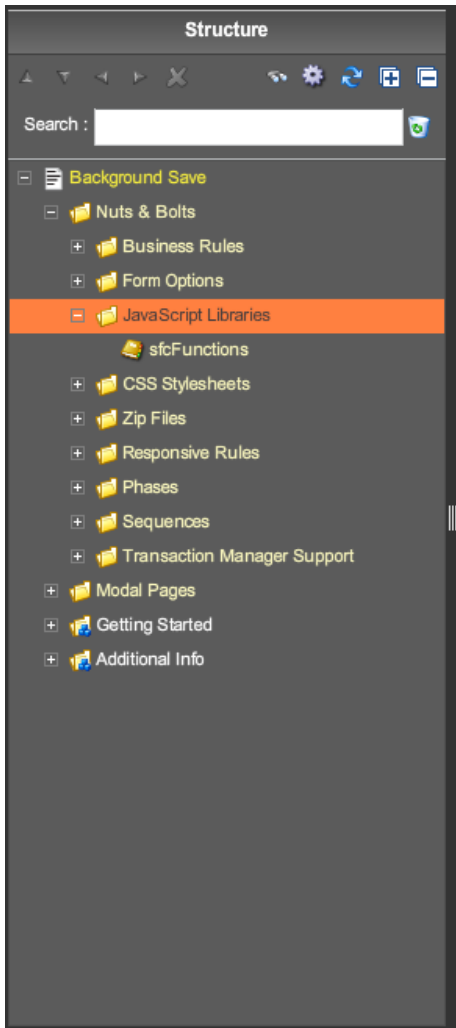 Structure
Search :
Background Save
Nuts & Bolts
Business Rules
Form Options
JavaScript Libraries
sfcFunctions
CSS Stylesheets
Zip Files
Responsive Rules
Phases
Sequences
Transaction Manager Support
Modal Pages
Getting Started
Additional Info